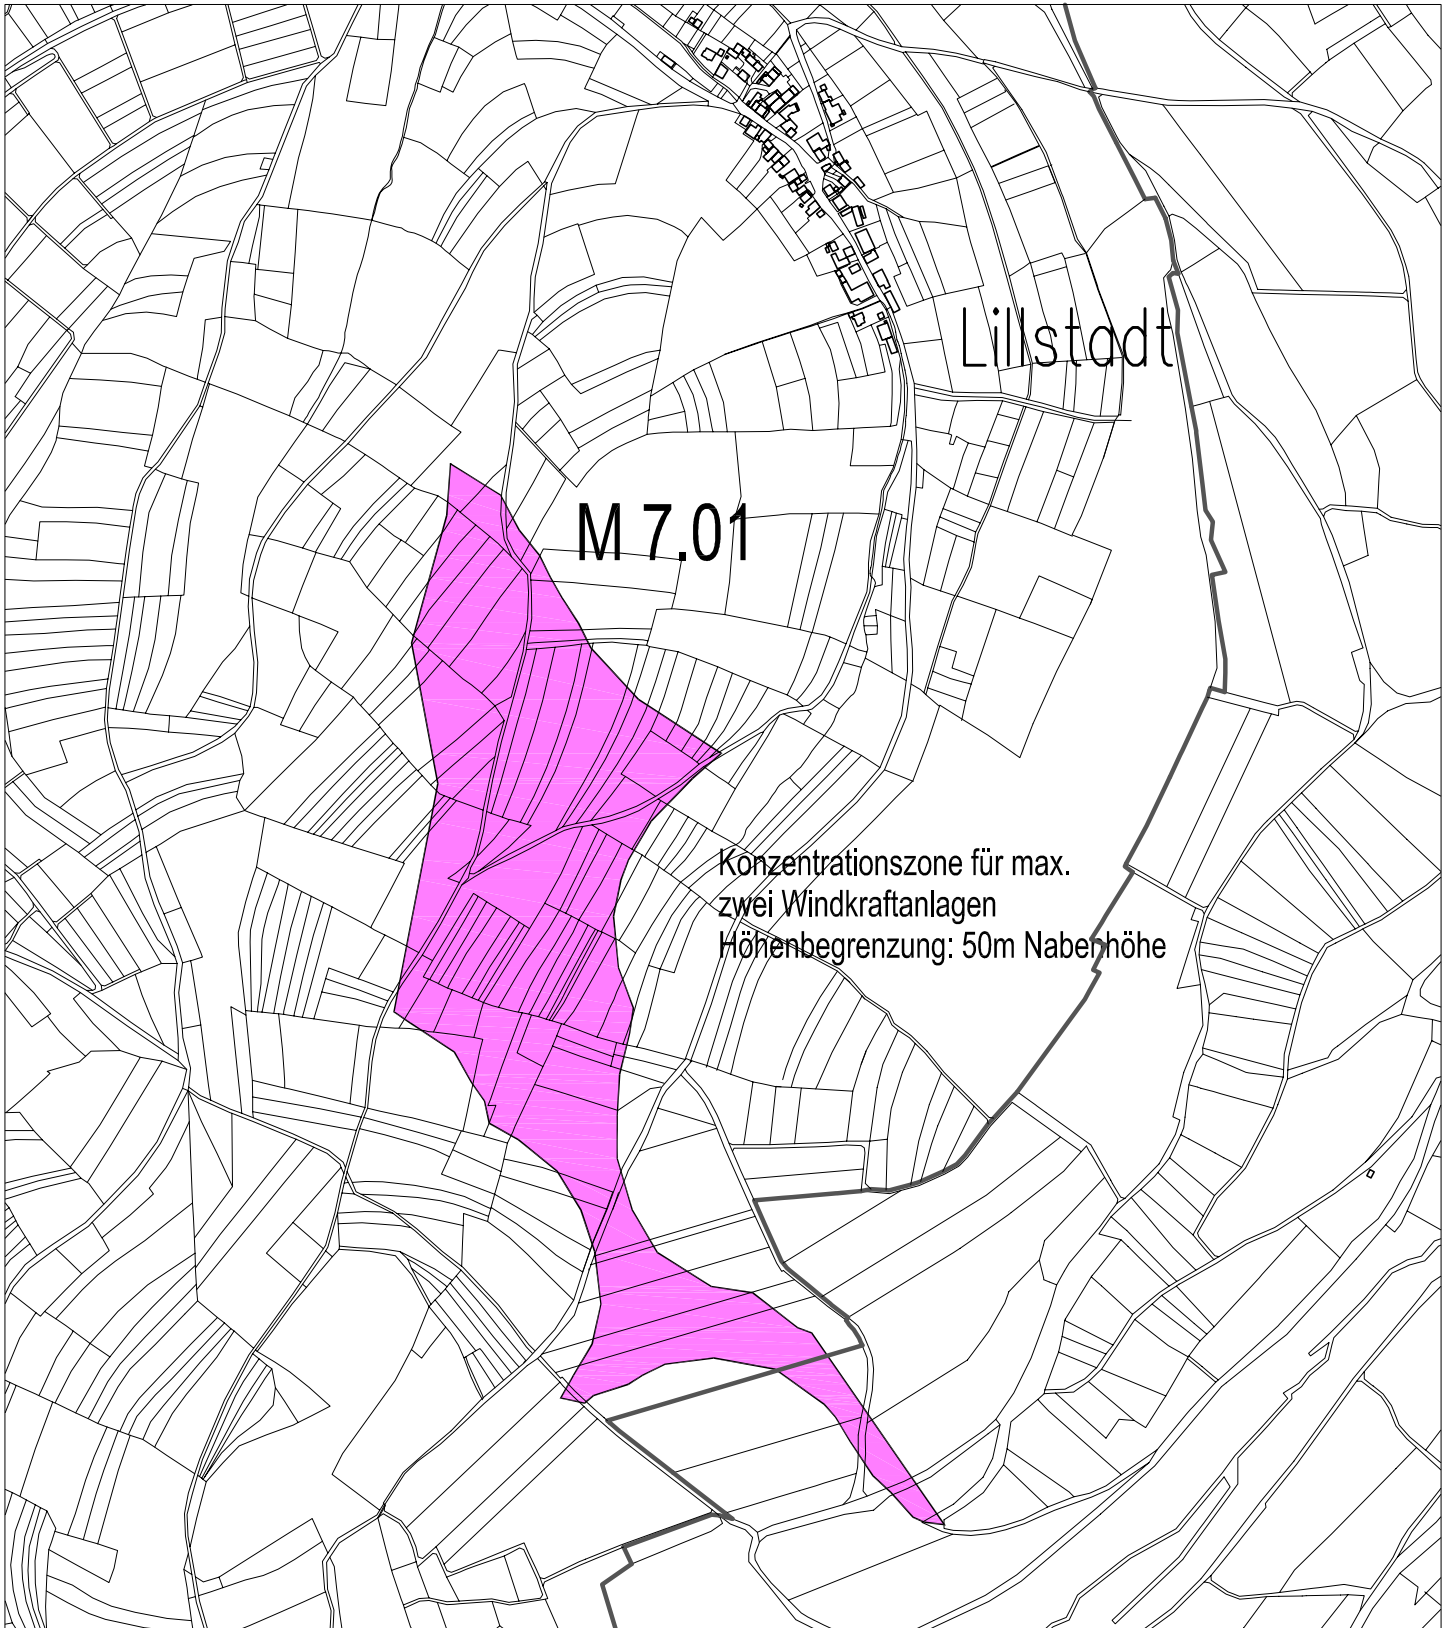 Lillstadt
M 7.01
Konzentrationszone für max.
zwei Windkraftanlagen
Höhenbegrenzung: 50m Nabenhöhe